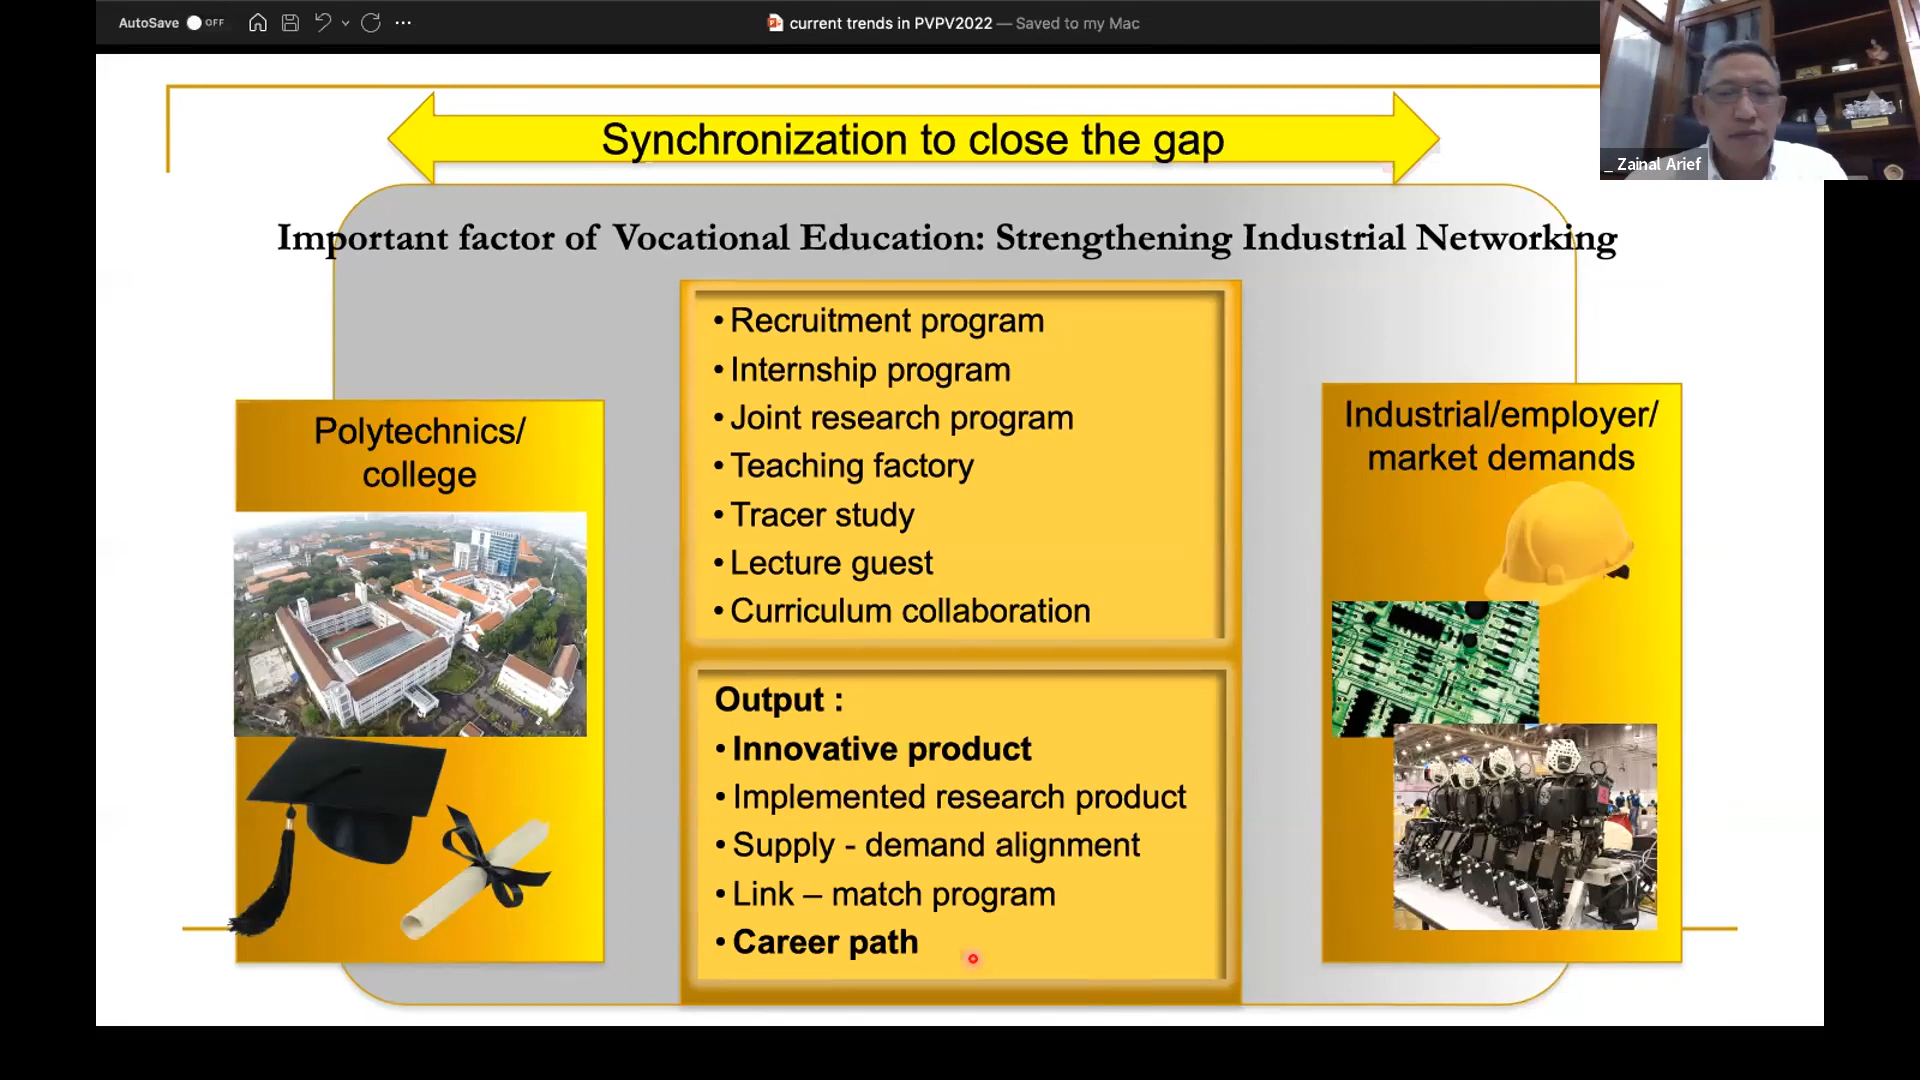 AutoSave OFF
current trends in PVPV2022 — Saved to my Mac
_ Zainal Arief
Synchronization to close the gap
Important factor of Vocational Education: Strengthening Industrial Networking
• Recruitment program
• Internship program
• Joint research program
• Teaching factory
• Tracer study
• Lecture guest
• Curriculum collaboration
Polytechnics/
college
Industrial/employer/
market demands
Output :
• Innovative product
• Implemented research product
• Supply - demand alignment
• Link – match program
• Career path